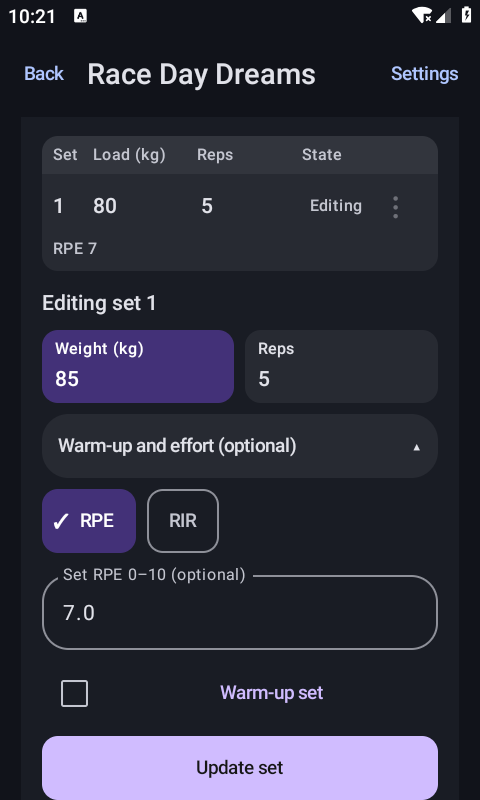 10:21
Back Race Day Dreams Settings
Set Load (kg) Reps State
1 80 5 Editing
RPE 7
Editing set 1
Weight (kg) Reps
85 5
Warm-up and effort (optional)
✓ RPE RIR
Set RPE 0–10 (optional)
7.0
Warm-up set
Update set